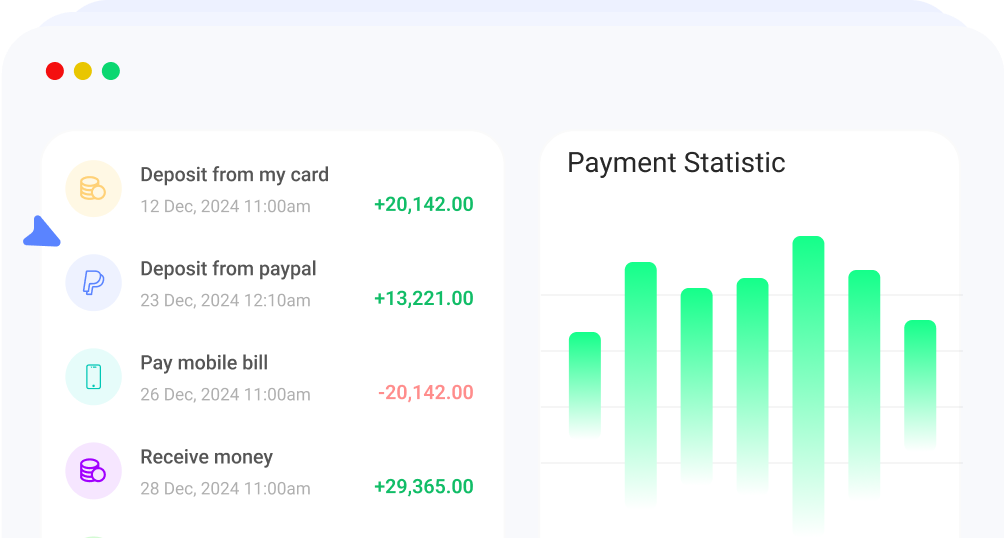 Deposit from my card
12 Dec, 2024 11:00am
+20,142.00
Deposit from paypal
23 Dec, 2024 12:10am
+13,221.00
Pay mobile bill
26 Dec, 2024 11:00am
-20,142.00
Receive money
28 Dec, 2024 11:00am
+29,365.00
Payment Statistic